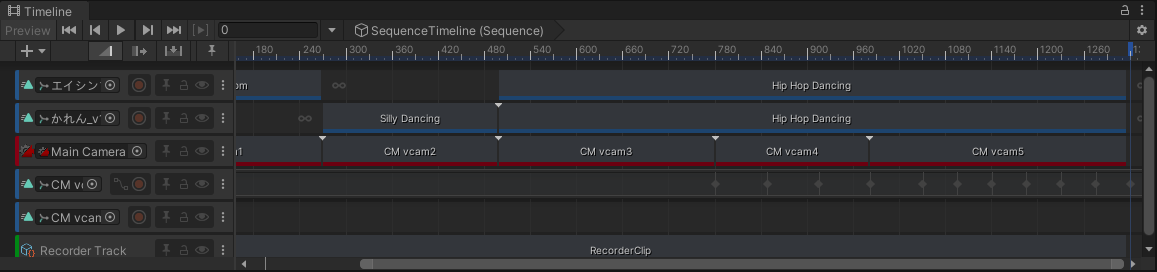 Timeline
Preview
0
SequenceTimeline (Sequence)
180 240 300 360 420 480 540 600 660 720 780 840 900 960 1020 1080 1140 1200 1260
エイシン
Hip Hop Dancing
かれん_v
Silly Dancing
Hip Hop Dancing
Main Camera
CM vcam2
CM vcam3
CM vcam4
CM vcam5
CM v
CM vcan
Recorder Track
RecorderClip